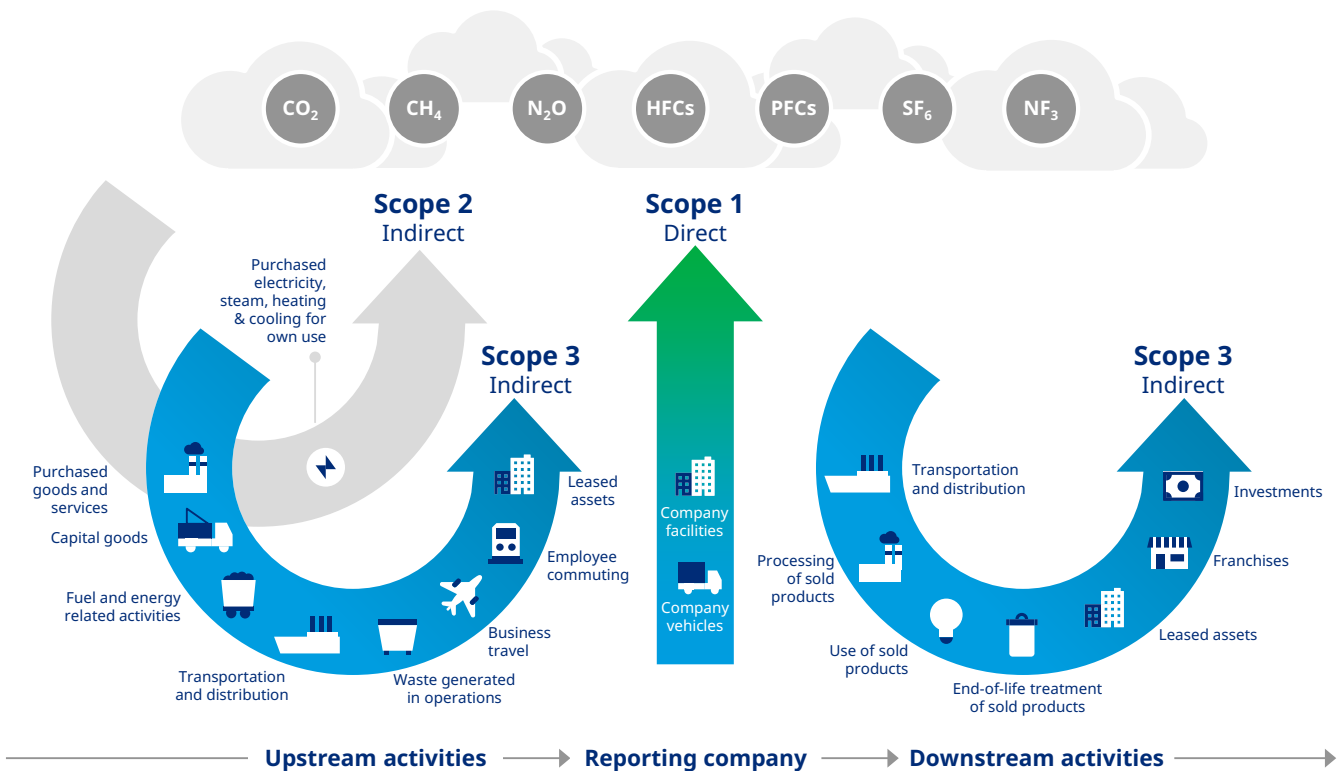 CO₂
CH₄
N₂O
HFCs
PFCs
SF₆
NF₃
Scope 2
Indirect
Purchased
electricity,
steam, heating
& cooling for
own use
Scope 1
Direct
Company
facilities
Company
vehicles
Scope 3
Indirect
Purchased
goods and
services
Capital goods
Fuel and energy
related activities
Transportation
and distribution
Waste generated
in operations
Business
travel
Employee
commuting
Leased
assets
Scope 3
Indirect
Transportation
and distribution
Processing
of sold
products
Use of sold
products
End-of-life treatment
of sold products
Leased assets
Franchises
Investments
Upstream activities
Reporting company
Downstream activities